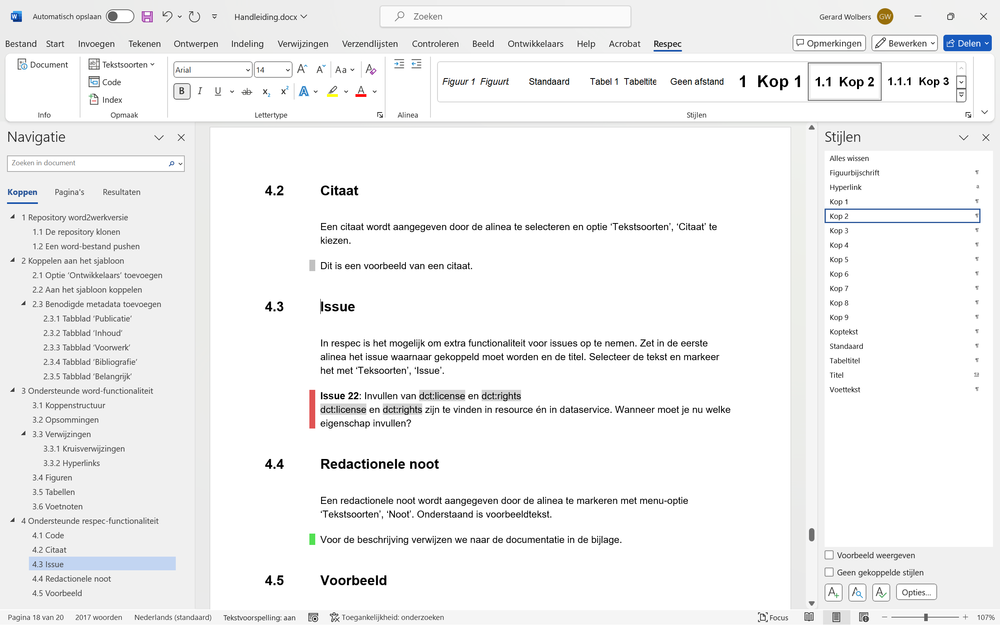 Automatisch opslaan
Handleiding.docx
Zoeken
Gerard Wolbers GW
Bestand Start Invoegen Tekenen Ontwerpen Indeling Verwijzingen Verzendlijsten Controleren Beeld Ontwikkelaars Help Acrobat Respec
Opmerkingen Bewerken Delen
Document
Info
Tekstsoorten
Code
Index
Opmaak
Arial 14
Aa
B I U ab x2 x2 A A
Lettertype
Alinea
Figuur 1 Figuurb Standaard Tabel 1 Tabeltite Geen afstand 1 Kop 1 1.1 Kop 2 1.1.1 Kop 3
Stijlen
Navigatie
Zoeken in document
Koppen Pagina's Resultaten
1 Repository word2werkversie
1.1 De repository klonen
1.2 Een word-bestand pushen
2 Koppelen aan het sjabloon
2.1 Optie ‘Ontwikkelaars’ toevoegen
2.2 Aan het sjabloon koppelen
2.3 Benodigde metadata toevoegen
2.3.1 Tabblad ‘Publicatie’
2.3.2 Tabblad ‘Inhoud’
2.3.3 Tabblad ‘Voorwerk’
2.3.4 Tabblad ‘Bibliografie’
2.3.5 Tabblad ‘Belangrijk’
3 Ondersteunde word-functionaliteit
3.1 Koppenstructuur
3.2 Opsommingen
3.3 Verwijzingen
3.3.1 Kruisverwijzingen
3.3.2 Hyperlinks
3.4 Figuren
3.5 Tabellen
3.6 Voetnoten
4 Ondersteunde respec-functionaliteit
4.1 Code
4.2 Citaat
4.3 Issue
4.4 Redactionele noot
4.5 Voorbeeld
4.2 Citaat
Een citaat wordt aangegeven door de alinea te selecteren en optie ‘Tekstsoorten’, ‘Citaat’ te
kiezen.
Dit is een voorbeeld van een citaat.
4.3 Issue
In respec is het mogelijk om extra functionaliteit voor issues op te nemen. Zet in de eerste
alinea het issue waarnaar gekoppeld moet worden en de titel. Selecteer de tekst en markeer
het met ‘Teksoorten’, ‘Issue’.
Issue 22: Invullen van dct:license en dct:rights
dct:license en dct:rights zijn te vinden in resource én in dataservice. Wanneer moet je nu welke
eigenschap invullen?
4.4 Redactionele noot
Een redactionele noot wordt aangegeven door de alinea te markeren met menu-optie
‘Tekstsoorten’, ‘Noot’. Onderstaand is voorbeeldtekst.
Voor de beschrijving verwijzen we naar de documentatie in de bijlage.
4.5 Voorbeeld
Stijlen
Alles wissen
Figuurbijschrift ¶
Hyperlink a
Kop 1 ¶
Kop 2 ¶
Kop 3 ¶
Kop 4 ¶
Kop 5 ¶
Kop 6 ¶
Kop 7 ¶
Kop 8 ¶
Kop 9 ¶
Koptekst ¶
Standaard ¶
Tabeltitel ¶
Titel ¶a
Voettekst ¶
Voorbeeld weergeven
Geen gekoppelde stijlen
Opties...
Pagina 18 van 20 2017 woorden Nederlands (standaard) Tekstvoorspelling: aan Toegankelijkheid: onderzoeken Focus 107%